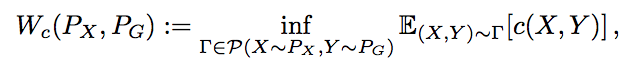 W_c(P_X, P_G) := inf_{Γ∈𝒫(X∼P_X, Y∼P_G)} 𝔼_{(X,Y)∼Γ}[c(X, Y)] ,